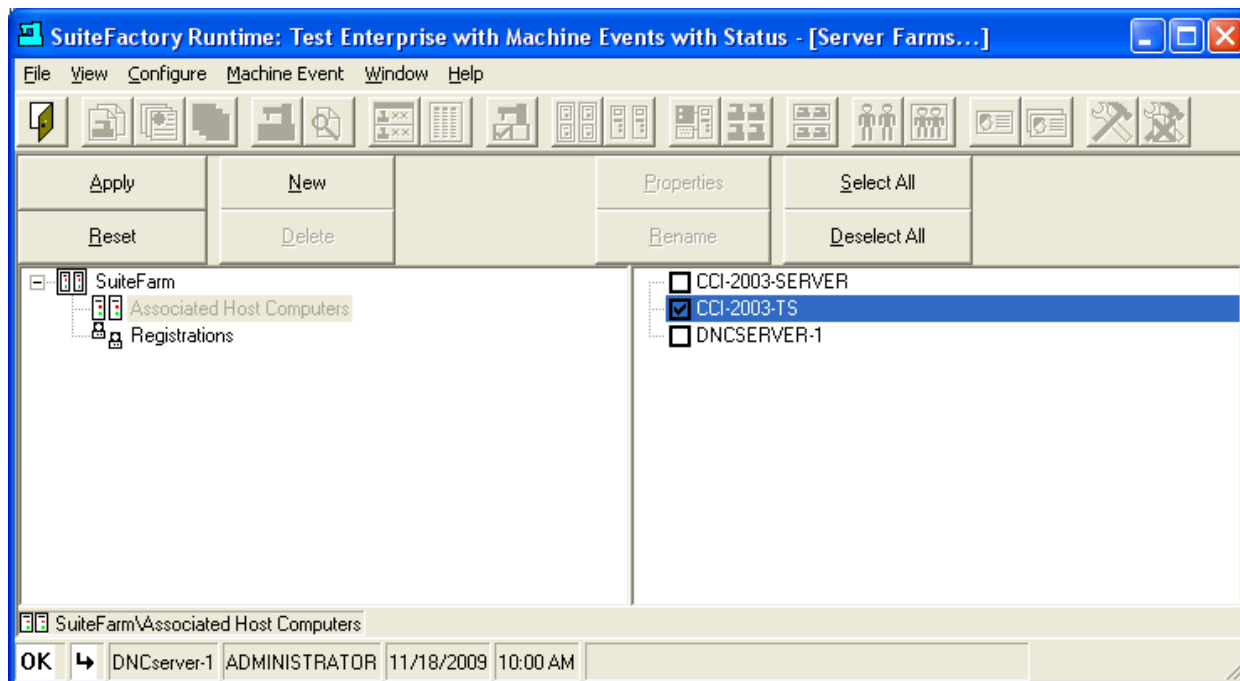 SuiteFactory Runtime: Test Enterprise with Machine Events with Status - [Server Farms...]
File View Configure Machine Event Window Help
Apply New Properties Select All
Reset Delete Rename Deselect All
SuiteFarm CCI-2003-SERVER
Associated Host Computers CCI-2003-TS
Registrations DNCSERVER-1
SuiteFarm\Associated Host Computers
OK DNCserver-1 ADMINISTRATOR 11/18/2009 10:00 AM